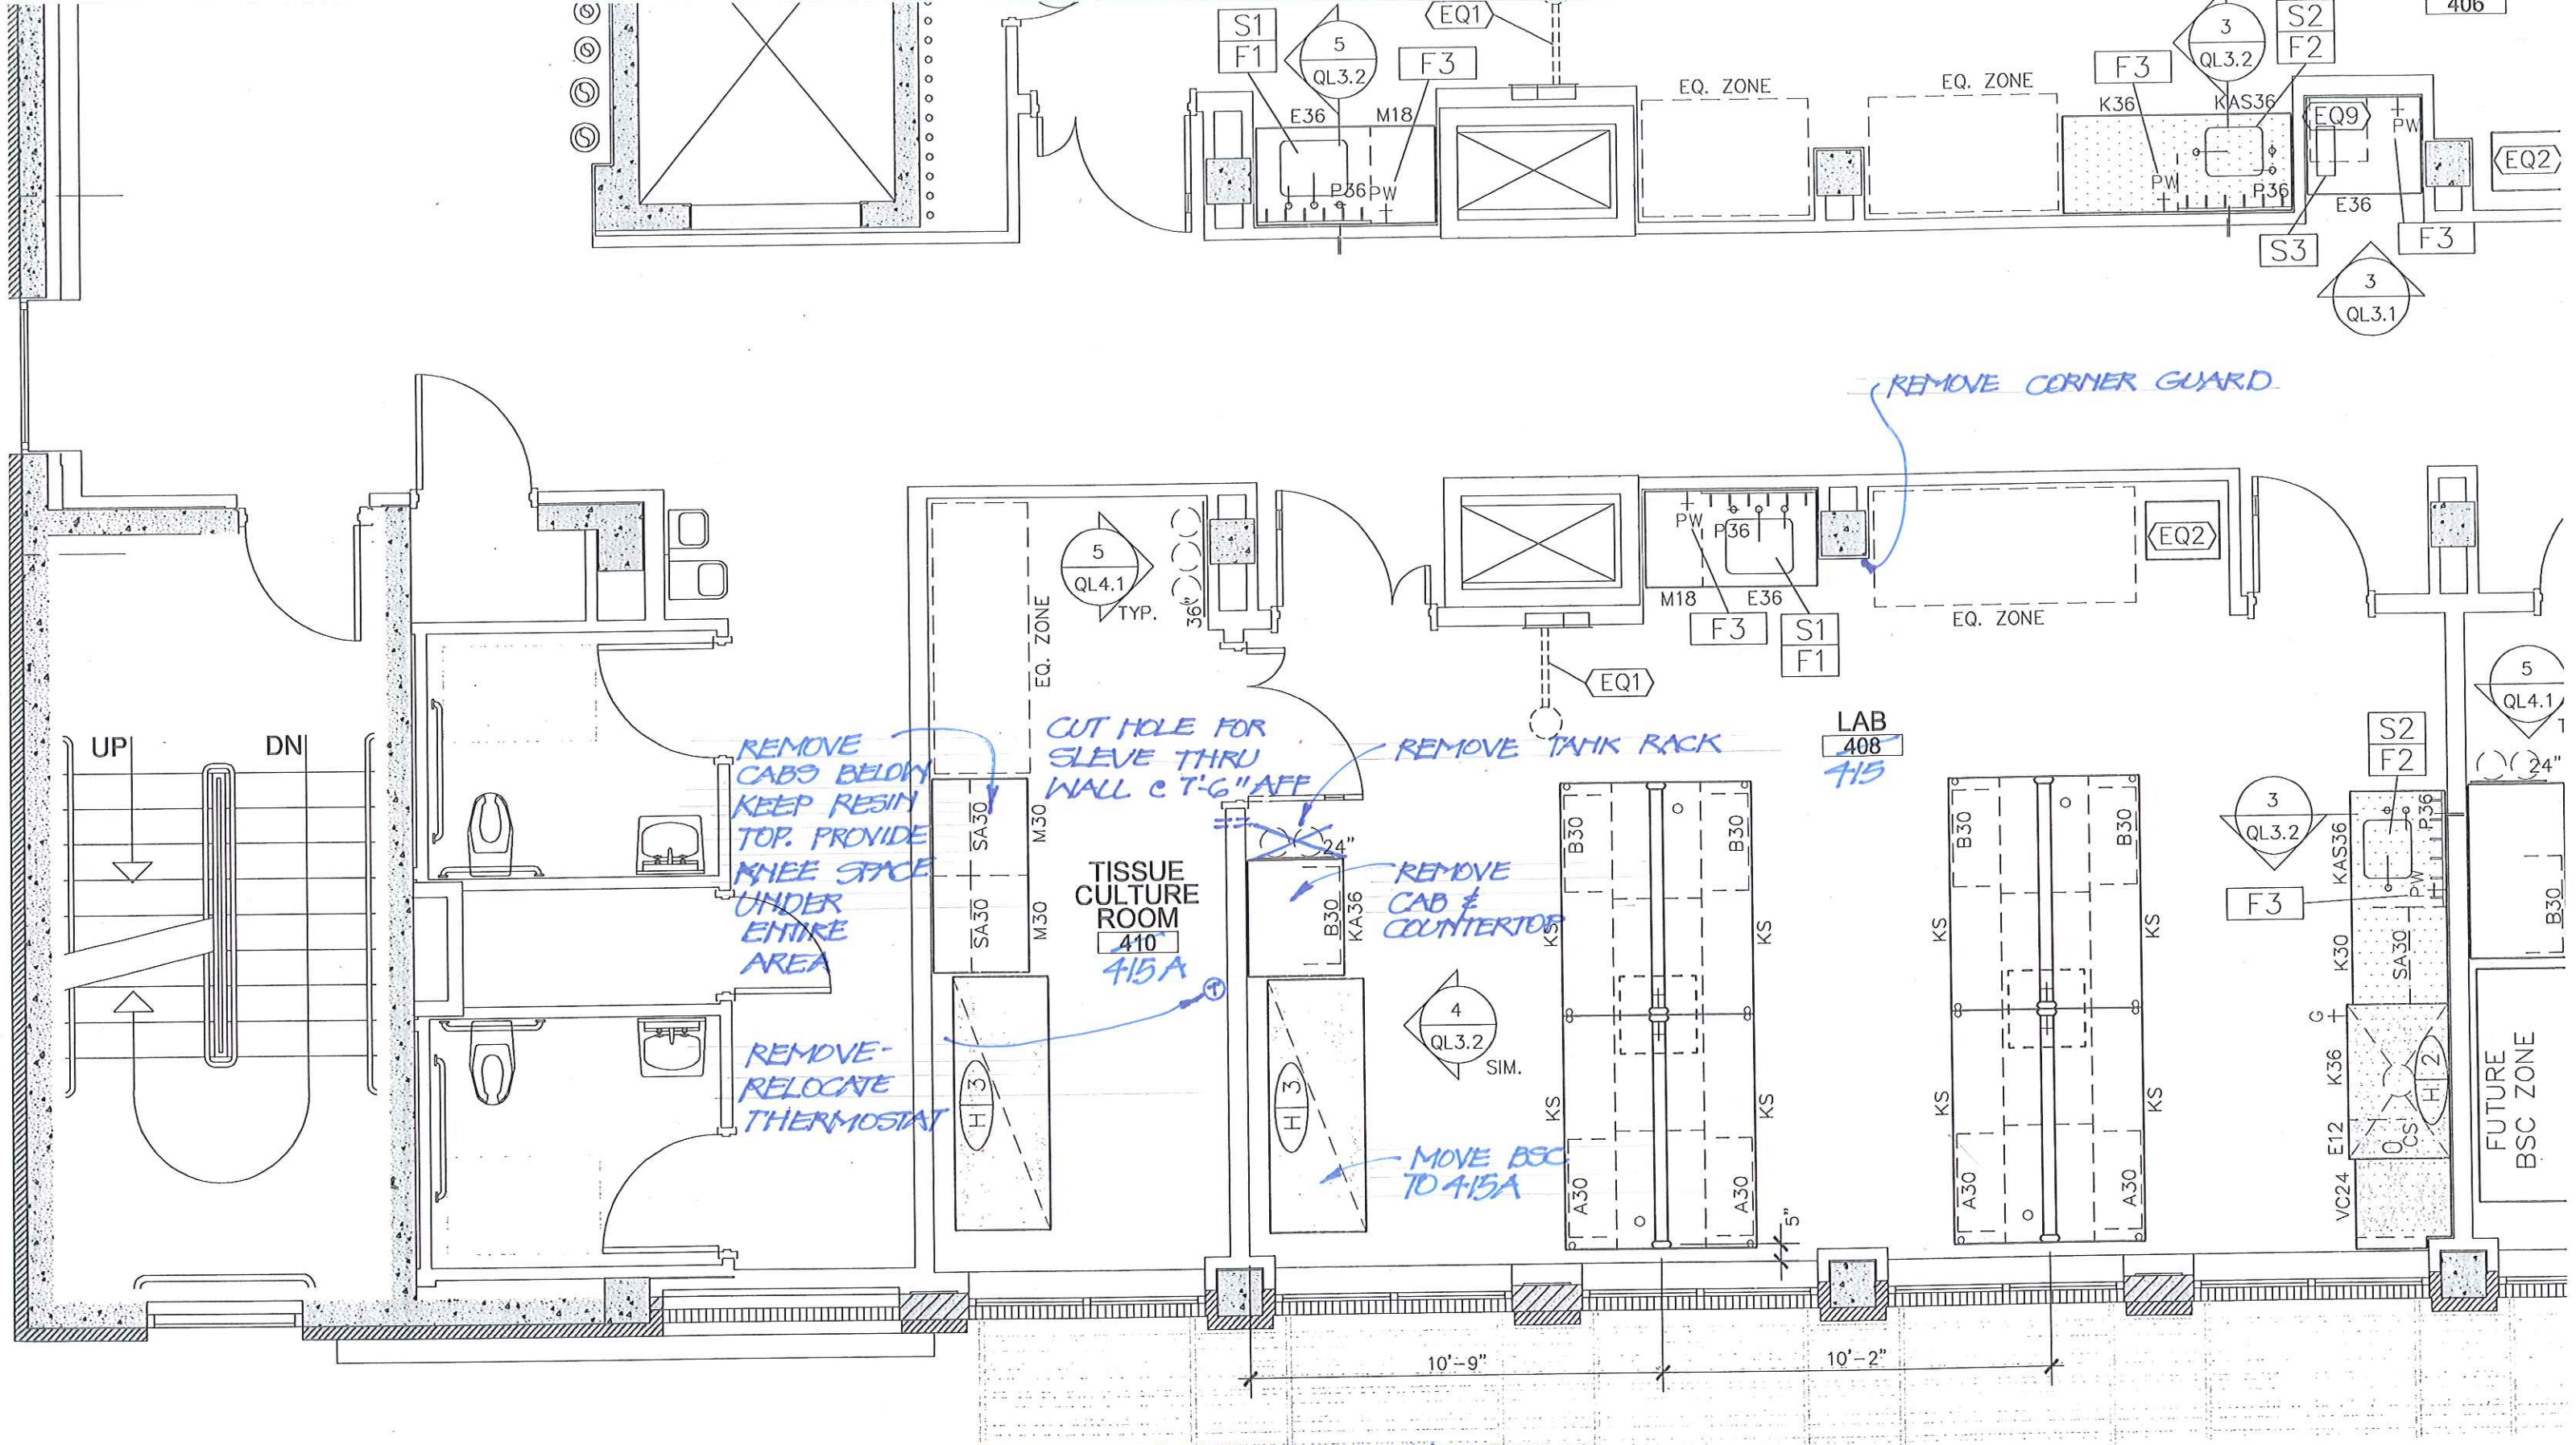 406
S1
F1
5
QL3.2
F3
EQ1
E36
M18
P36
PW
EQ. ZONE
EQ. ZONE
3
QL3.2
S2
F2
F3
K36
KAS36
PW
P36
EQ9
PW
E36
EQ2
S3
F3
3
QL3.1
REMOVE CORNER GUARD
5
QL4.1
TYP.
36"
EQ. ZONE
PW
P36
M18
E36
F3
S1
F1
EQ. ZONE
EQ2
EQ1
5
QL4.1
24"
UP
DN
REMOVE
CABS BELOW
KEEP RESIN
TOP. PROVIDE
KNEE SPACE
UNDER
ENTIRE
AREA
CUT HOLE FOR
SLEVE THRU
WALL @ 7'-6" AFF
REMOVE TANK RACK
LAB
408
415
SA30
M30
SA30
M30
TISSUE
CULTURE
ROOM
410
415A
24"
B30
KA36
REMOVE
CAB &
COUNTERTOP
T
REMOVE-
RELOCATE
THERMOSTAT
H 3
H 3
4
QL3.2
SIM.
MOVE BSC
TO 415A
B30
B30
KS
KS
KS
KS
A30
A30
5"
B30
B30
KS
KS
KS
KS
A30
A30
S2
F2
3
QL3.2
F3
KAS36
P36
PW
K30
SA30
G
K36
H 2
E12
CS
VC24
B30
FUTURE
BSC ZONE
10'-9"
10'-2"